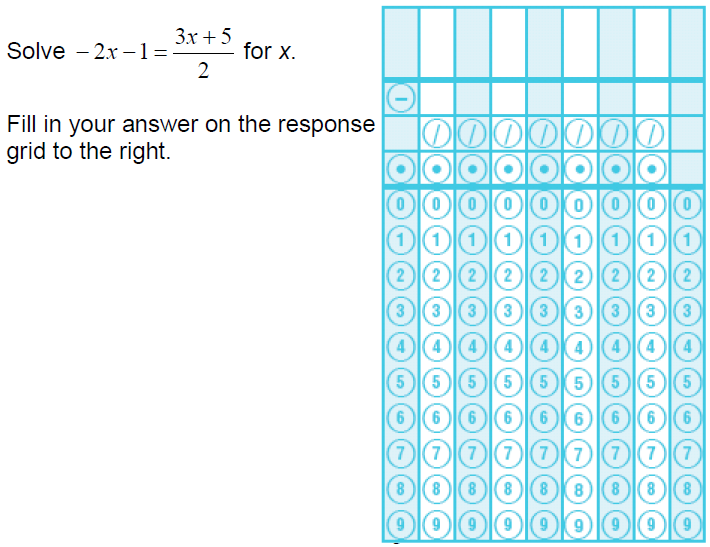 Solve −2x−1= (3x+5)/2 for x.
Fill in your answer on the response
grid to the right.
−
/ / / / / / /
• • • • • • • •
0 0 0 0 0 0 0 0 0
1 1 1 1 1 1 1 1 1
2 2 2 2 2 2 2 2 2
3 3 3 3 3 3 3 3 3
4 4 4 4 4 4 4 4 4
5 5 5 5 5 5 5 5 5
6 6 6 6 6 6 6 6 6
7 7 7 7 7 7 7 7 7
8 8 8 8 8 8 8 8 8
9 9 9 9 9 9 9 9 9